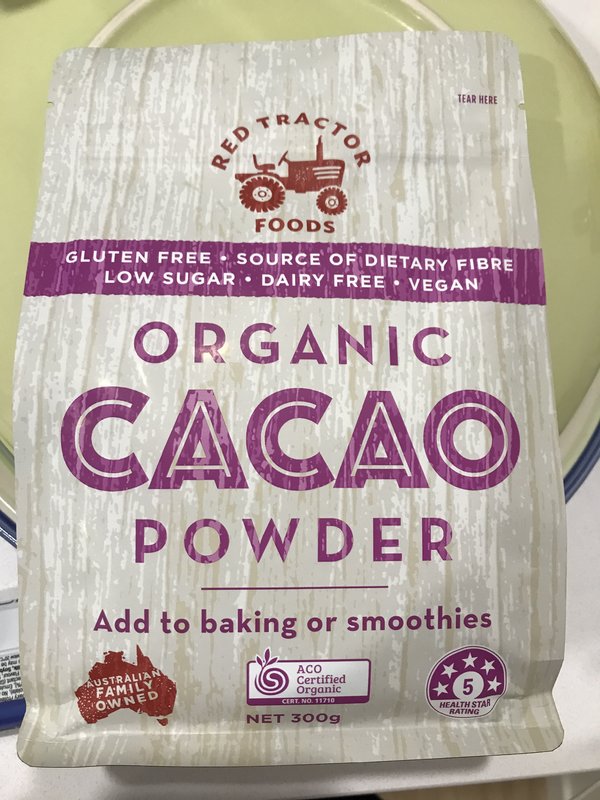 TEAR HERE
RED TRACTOR
FOODS
GLUTEN FREE • SOURCE OF DIETARY FIBRE
LOW SUGAR • DAIRY FREE • VEGAN
ORGANIC
CACAO
POWDER
Add to baking or smoothies
AUSTRALIAN
FAMILY
OWNED
ACO
Certified
Organic
CERT. NO. 11710
NET 300g
5
HEALTH STAR
RATING